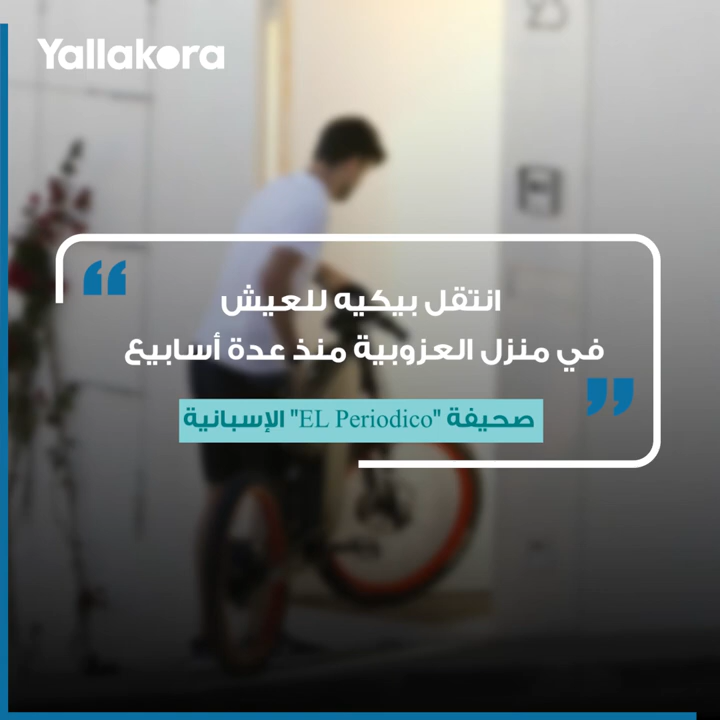 Yallakora
انتقل بيكيه للعيش
في منزل العزوبية منذ عدة أسابيع
صحيفة "EL Periodico" الإسبانية